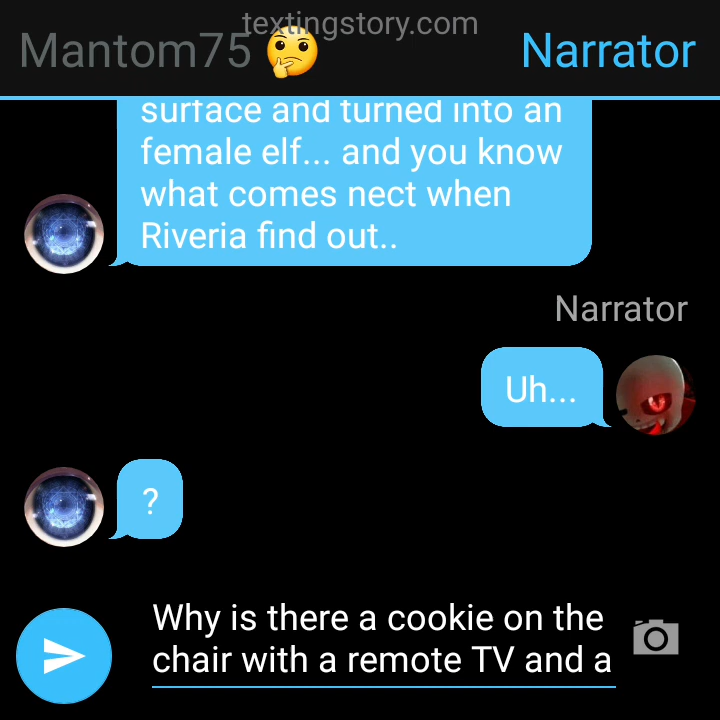 textingstory.com
Mantom75🤔
Narrator
surface and turned into an
female elf... and you know
what comes nect when
Riveria find out..
Narrator
Uh...
?
Why is there a cookie on the
chair with a remote TV and a